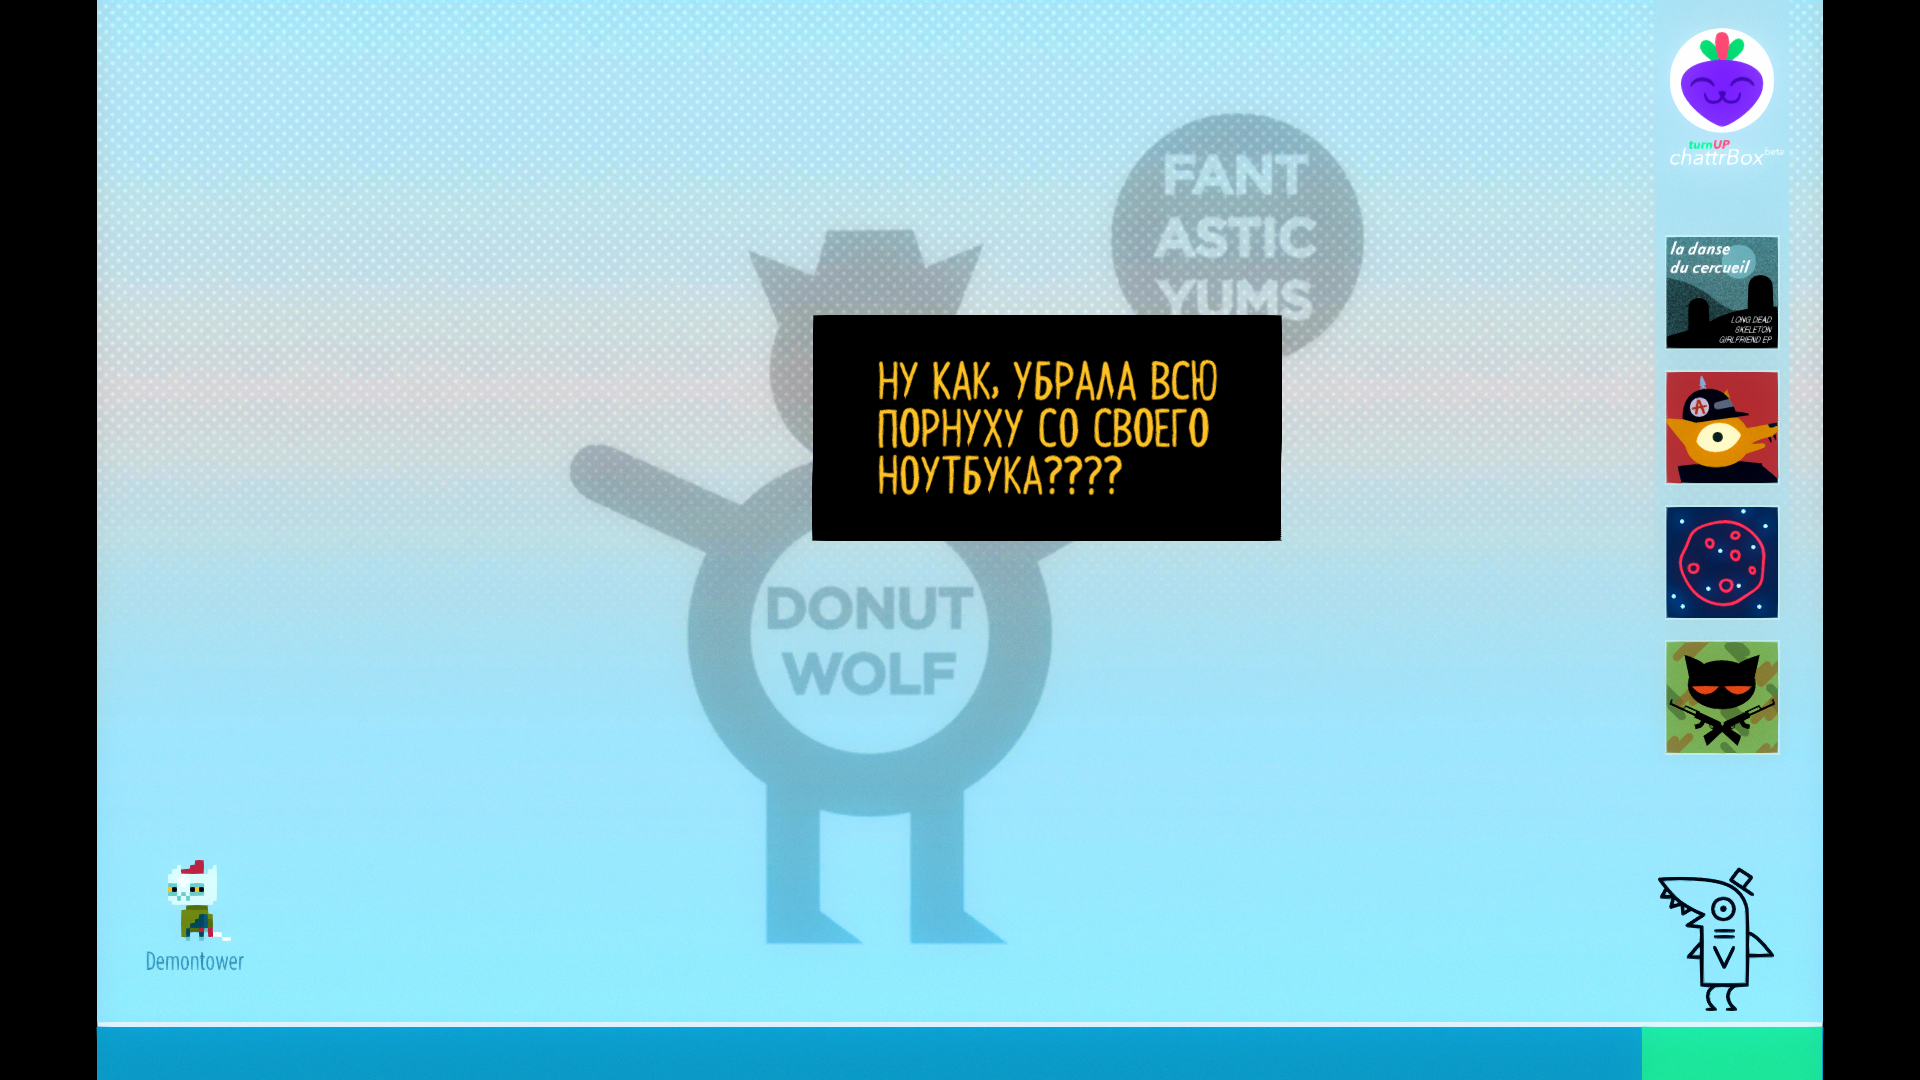 FANT
ASTIC
YUMS
turnUP
chattrBox beta
la danse
du cercueil
LONG DEAD
SKELETON
GIRLFRIEND EP
A
НУ КАК, УБРАЛА ВСЮ
ПОРНУХУ СО СВОЕГО
НОУТБУКА????
DONUT
WOLF
Demontower